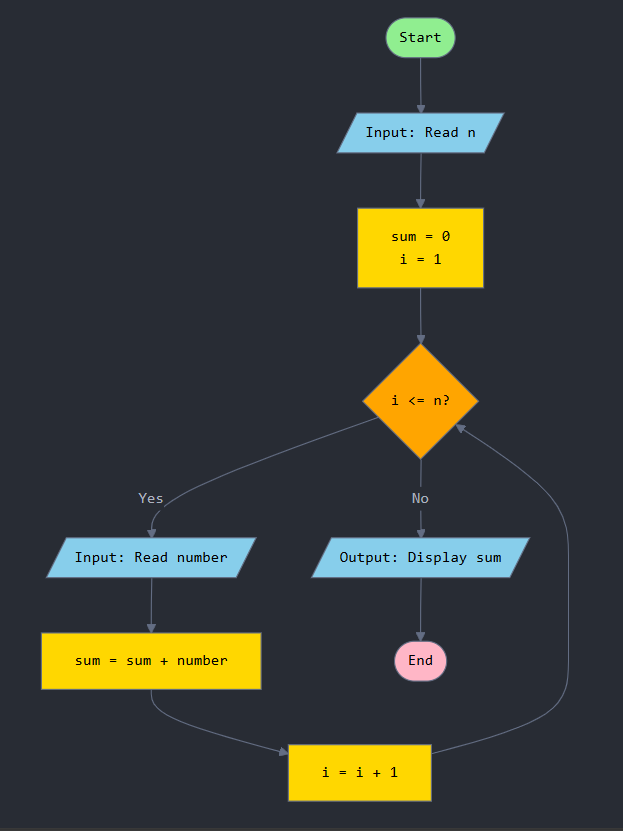 Start
Input: Read n
sum = 0
i = 1
i <= n?
Yes
No
Input: Read number
Output: Display sum
sum = sum + number
End
i = i + 1